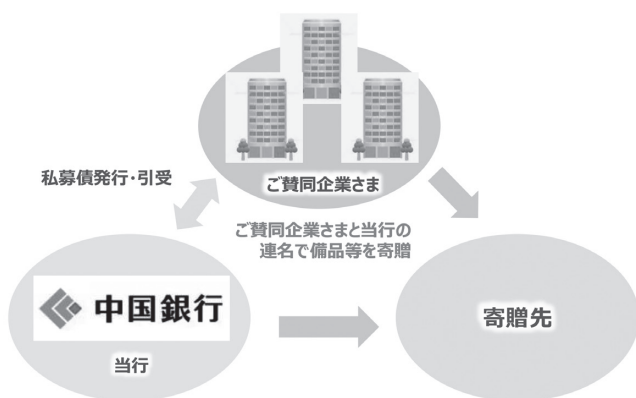 ご賛同企業さま
私募債発行・引受
ご賛同企業さまと当行の
連名で備品等を寄贈
中国銀行
当行
寄贈先